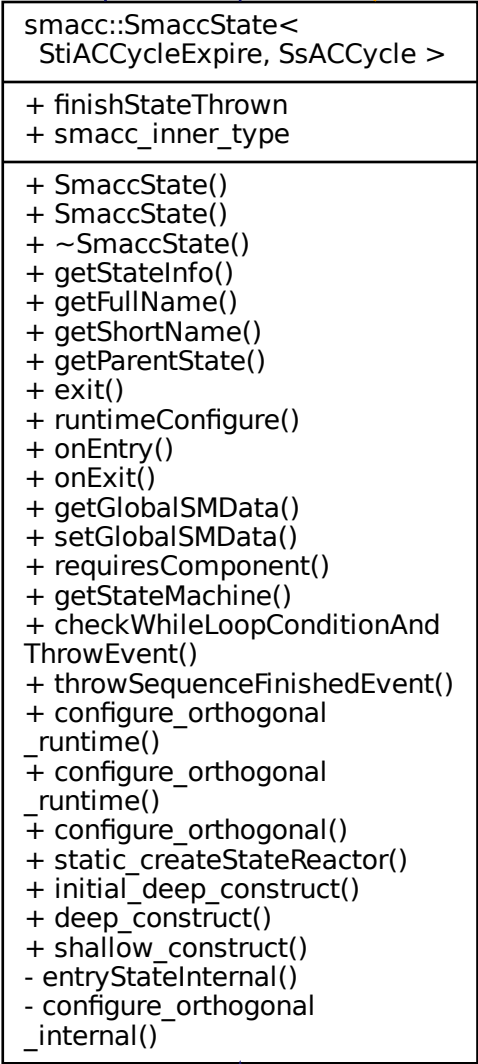 smacc::SmaccState<
StiACCycleExpire, SsACCycle >
+ finishStateThrown
+ smacc_inner_type
+ SmaccState()
+ SmaccState()
+ ~SmaccState()
+ getStateInfo()
+ getFullName()
+ getShortName()
+ getParentState()
+ exit()
+ runtimeConfigure()
+ onEntry()
+ onExit()
+ getGlobalSMData()
+ setGlobalSMData()
+ requiresComponent()
+ getStateMachine()
+ checkWhileLoopConditionAnd
ThrowEvent()
+ throwSequenceFinishedEvent()
+ configure_orthogonal
_runtime()
+ configure_orthogonal
_runtime()
+ configure_orthogonal()
+ static_createStateReactor()
+ initial_deep_construct()
+ deep_construct()
+ shallow_construct()
- entryStateInternal()
- configure_orthogonal
_internal()